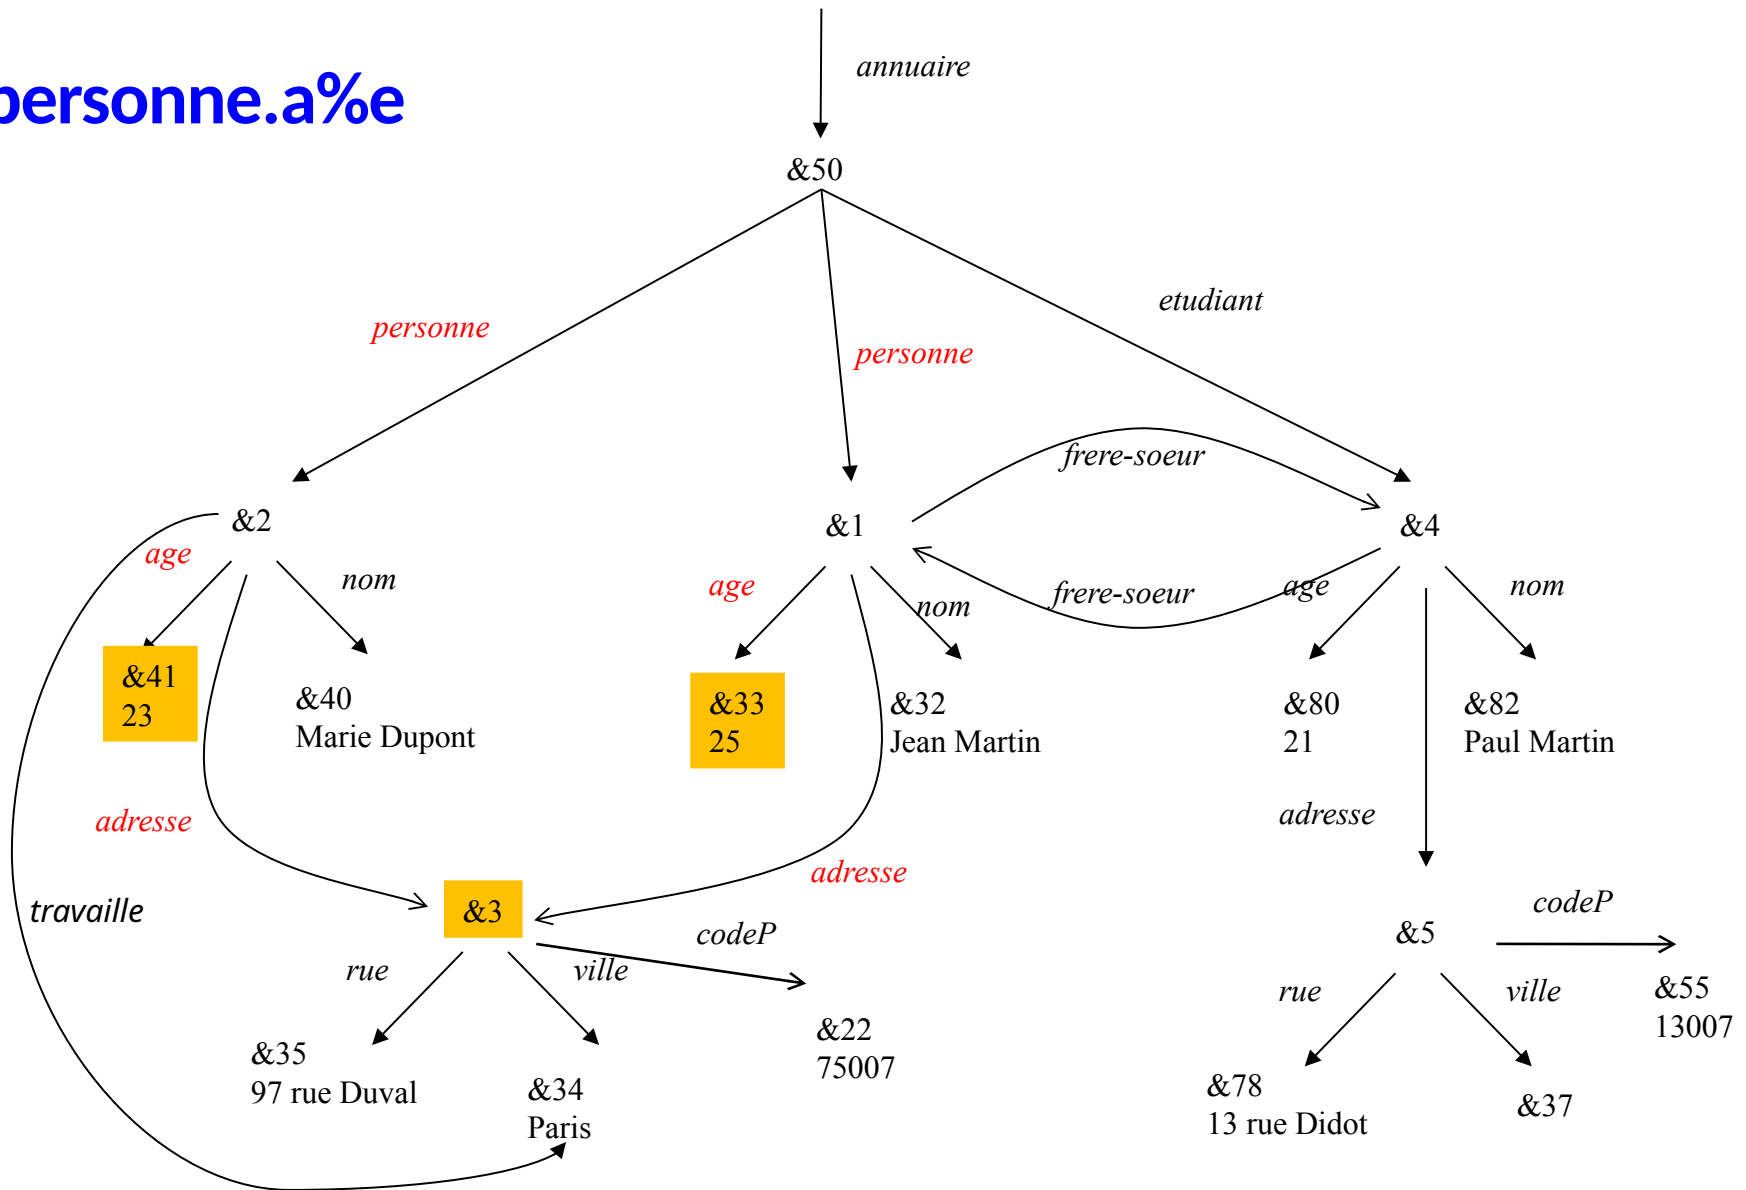 annuaire
personne.a%e
&50
etudiant
personne
personne
frere-soeur
&2
&1
&4
age
nom
age
nom
frere-soeur
age
nom
&41
23
&40
Marie Dupont
&33
25
&32
Jean Martin
&80
21
&82
Paul Martin
adresse
adresse
adresse
travaille
&3
codeP
codeP
&5
rue
ville
rue
ville
&55
13007
&35
97 rue Duval
&34
Paris
&22
75007
&78
13 rue Didot
&37